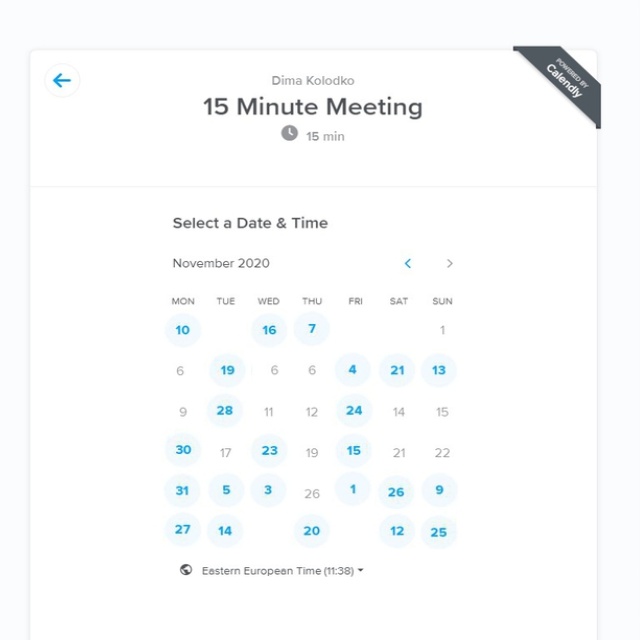 Dima Kolodko
15 Minute Meeting
15 min
POWERED BY
Calendly
Select a Date & Time
November 2020
MON TUE WED THU FRI SAT SUN
10 16 7 1
6 19 6 6 4 21 13
9 28 11 12 24 14 15
30 17 23 19 15 21 22
31 5 3 26 1 26 9
27 14 20 12 25
Eastern European Time (11:38)